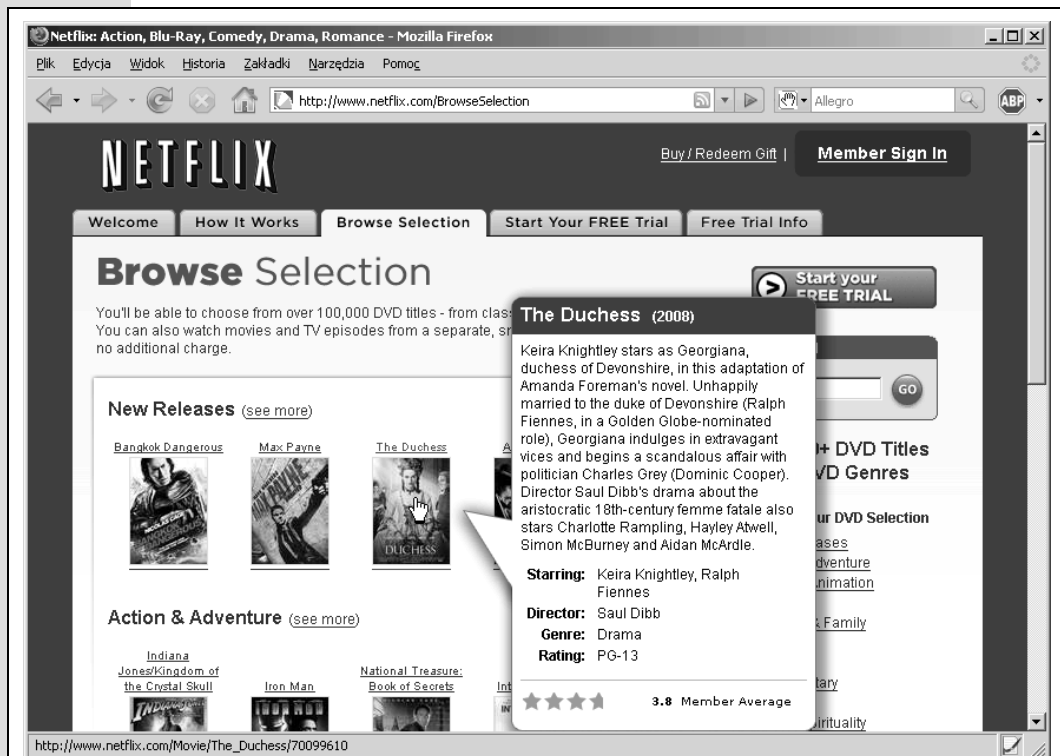 Netflix: Action, Blu-Ray, Comedy, Drama, Romance - Mozilla Firefox
Plik Edycja Widok Historia Zakładki Narzędzia Pomoc
http://www.netflix.com/BrowseSelection
Allegro
ABP
NETFLIX
Buy / Redeem Gift |
Member Sign In
Welcome
How It Works
Browse Selection
Start Your FREE Trial
Free Trial Info
Browse Selection
Start your
FREE TRIAL
You'll be able to choose from over 100,000 DVD titles - from clas
You can also watch movies and TV episodes from a separate, sm
no additional charge.
New Releases (see more)
Bangkok Dangerous
Max Payne
The Duchess
DUCHESS
The Duchess (2008)
Keira Knightley stars as Georgiana,
duchess of Devonshire, in this adaptation of
Amanda Foreman's novel. Unhappily
married to the duke of Devonshire (Ralph
Fiennes, in a Golden Globe-nominated
role), Georgiana indulges in extravagant
vices and begins a scandalous affair with
politician Charles Grey (Dominic Cooper).
Director Saul Dibb's drama about the
aristocratic 18th-century femme fatale also
stars Charlotte Rampling, Hayley Atwell,
Simon McBurney and Aidan McArdle.
Starring: Keira Knightley, Ralph
Fiennes
Director: Saul Dibb
Genre: Drama
Rating: PG-13
3.8 Member Average
GO
+ DVD Titles
VD Genres
ur DVD Selection
ases
dventure
nimation
& Family
tary
irituality
Action & Adventure (see more)
Indiana
Jones/Kingdom of
the Crystal Skull
Iron Man
National Treasure:
Book of Secrets
Int
http://www.netflix.com/Movie/The_Duchess/70099610